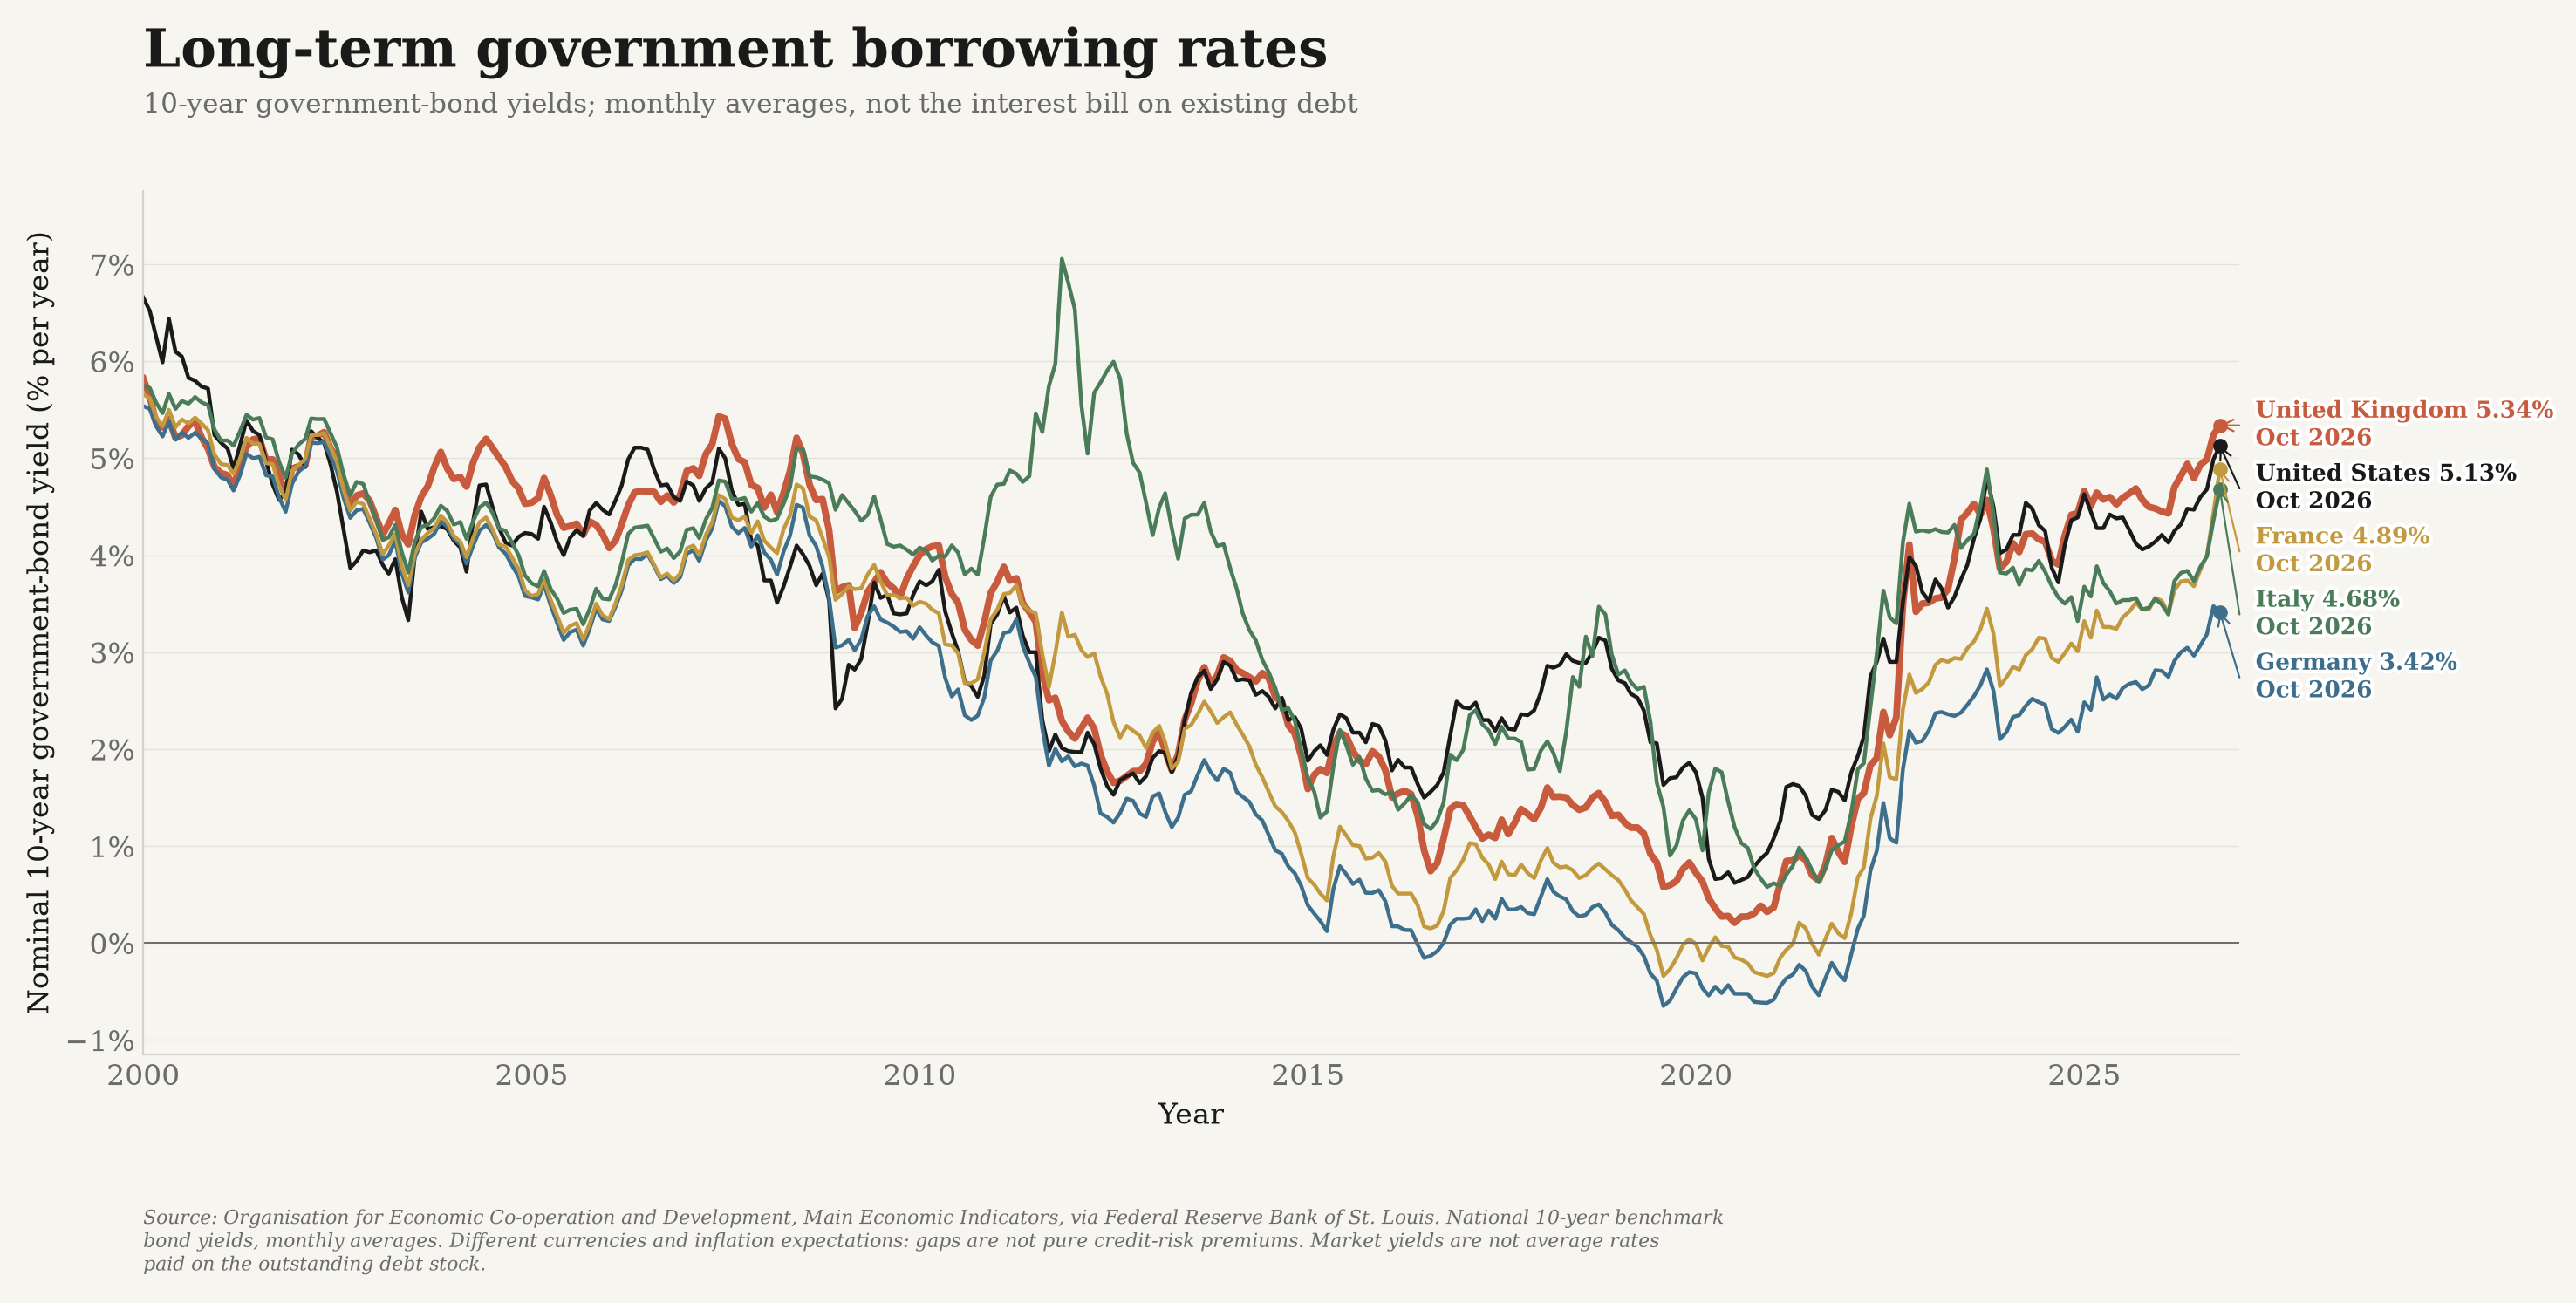 Long-term government borrowing rates
10-year government-bond yields; monthly averages, not the interest bill on existing debt
Nominal 10-year government-bond yield (% per year)
7%
6%
5%
4%
3%
2%
1%
0%
−1%
2000
2005
2010
2015
2020
2025
Year
United Kingdom 5.34%
Oct 2026
United States 5.13%
Oct 2026
France 4.89%
Oct 2026
Italy 4.68%
Oct 2026
Germany 3.42%
Oct 2026
Source: Organisation for Economic Co-operation and Development, Main Economic Indicators, via Federal Reserve Bank of St. Louis. National 10-year benchmark
bond yields, monthly averages. Different currencies and inflation expectations: gaps are not pure credit-risk premiums. Market yields are not average rates
paid on the outstanding debt stock.